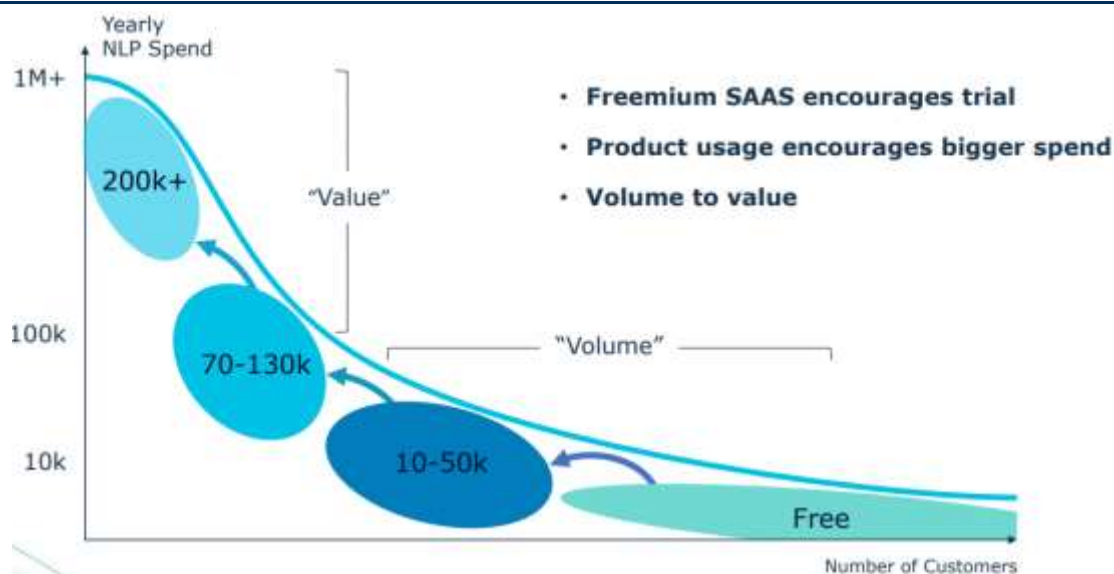 Yearly
NLP Spend
1M+
• Freemium SAAS encourages trial
• Product usage encourages bigger spend
• Volume to value
200k+
"Value"
100k
"Volume"
70-130k
10k
10-50k
Free
Number of Customers